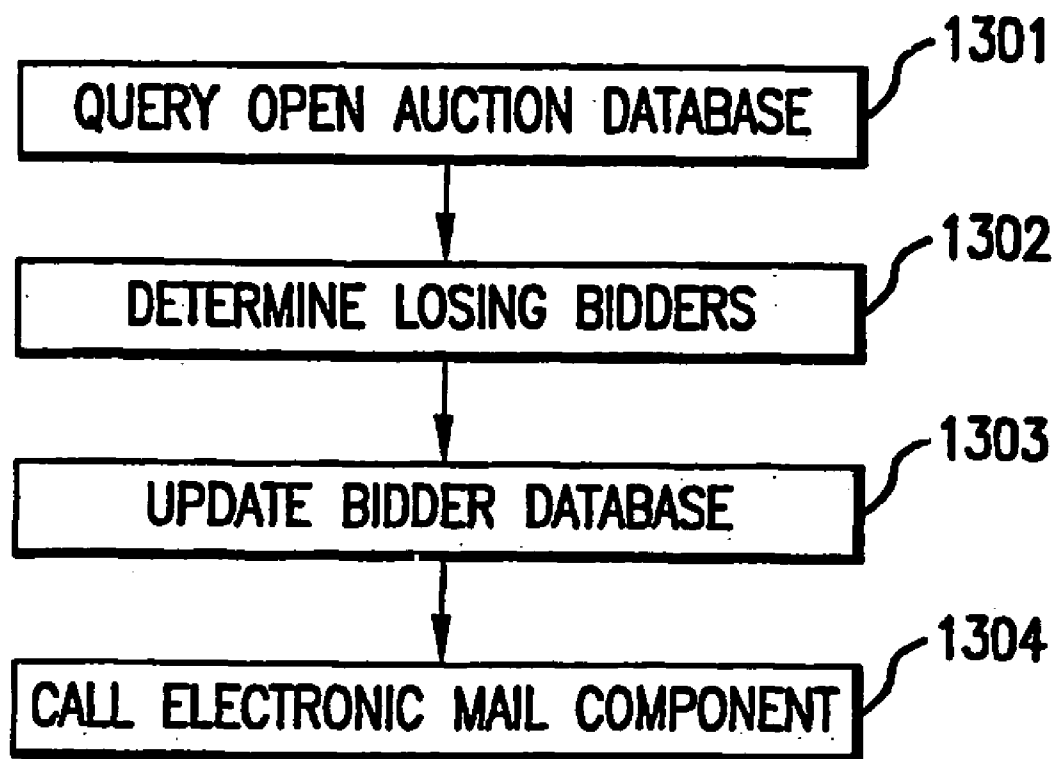 1301
QUERY OPEN AUCTION DATABASE
1302
DETERMINE LOSING BIDDERS
1303
UPDATE BIDDER DATABASE
1304
CALL ELECTRONIC MAIL COMPONENT